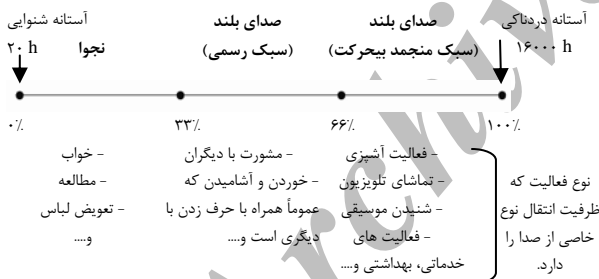 آستانه شنوایی
صدای بلند
صدای بلند
آستانه دردناکی
۲۰ h
نجوا
(سبک رسمی)
(سبک منجمد بیحرکت)
۱۶۰۰۰ h
۰٪
۳۳٪
۶۶٪
۱۰۰٪
- خواب
- مطالعه
- تعویض لباس
و....
- مشورت با دیگران
- خوردن و آشامیدن که
عموماً همراه با حرف زدن با
دیگری است و....
- فعالیت آشپزی
- تماشای تلویزیون
- شنیدن موسیقی
- فعالیت های
خدماتی، بهداشتی و....
نوع فعالیت که
ظرفیت انتقال نوع
خاصی از صدا را
دارد.
Archive